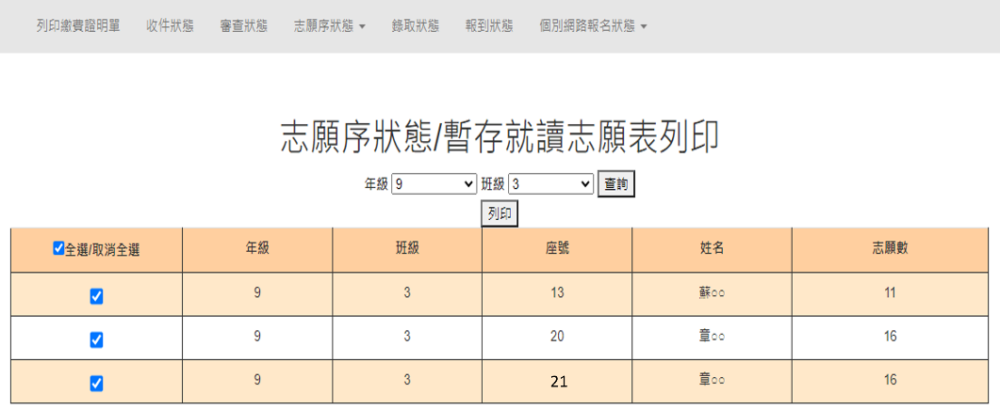 列印繳費證明單 收件狀態 審查狀態 志願序狀態 錄取狀態 報到狀態 個別網路報名狀態
志願序狀態/暫存就讀志願表列印
年級 9 班級 3 查詢
列印
全選/取消全選 年級 班級 座號 姓名 志願數
9 3 13 蘇○○ 11
9 3 20 章○○ 16
9 3 21 章○○ 16